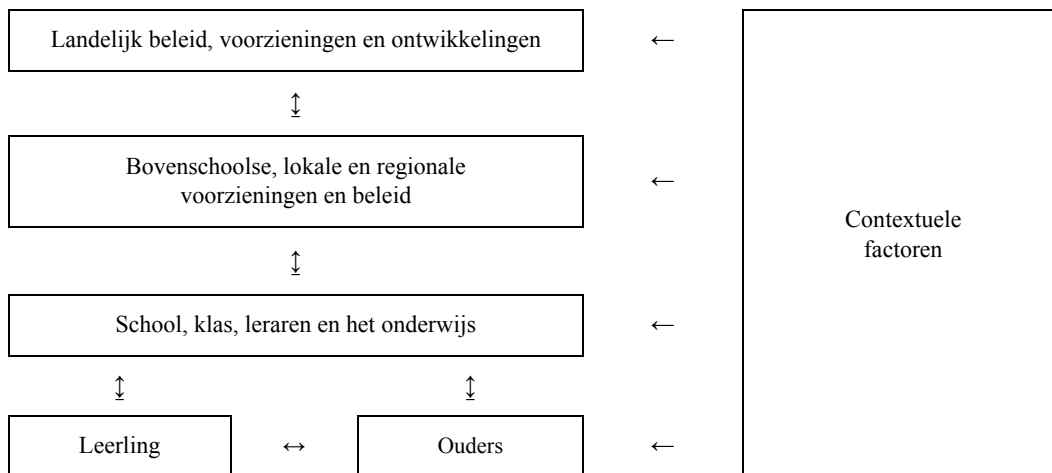 Landelijk beleid, voorzieningen en ontwikkelingen
Bovenschoolse, lokale en regionale
voorzieningen en beleid
Contextuele
factoren
School, klas, leraren en het onderwijs
Leerling
Ouders